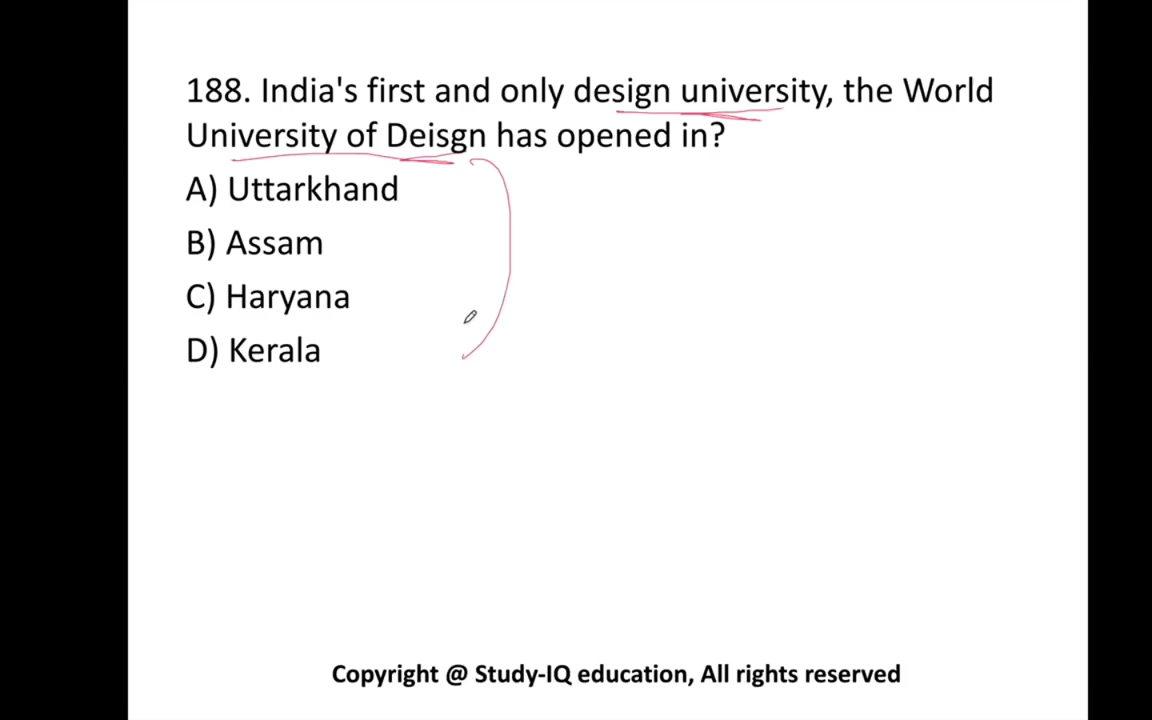 188. India's first and only design university, the World
University of Deisgn has opened in?
A) Uttarkhand
B) Assam
C) Haryana
D) Kerala
Copyright @ Study-IQ education, All rights reserved